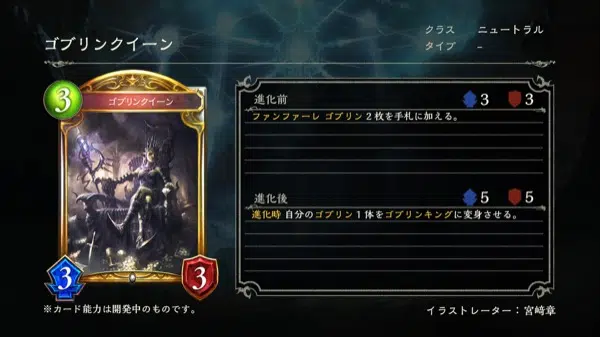 ゴブリンクイーン
クラス ニュートラル
タイプ -
3
ゴブリンクイーン
進化前 3 3
ファンファーレ ゴブリン2枚を手札に加える。
進化後 5 5
進化時 自分のゴブリン1体をゴブリンキングに変身させる。
3 3
※カード能力は開発中のものです。
イラストレーター：宮﨑章